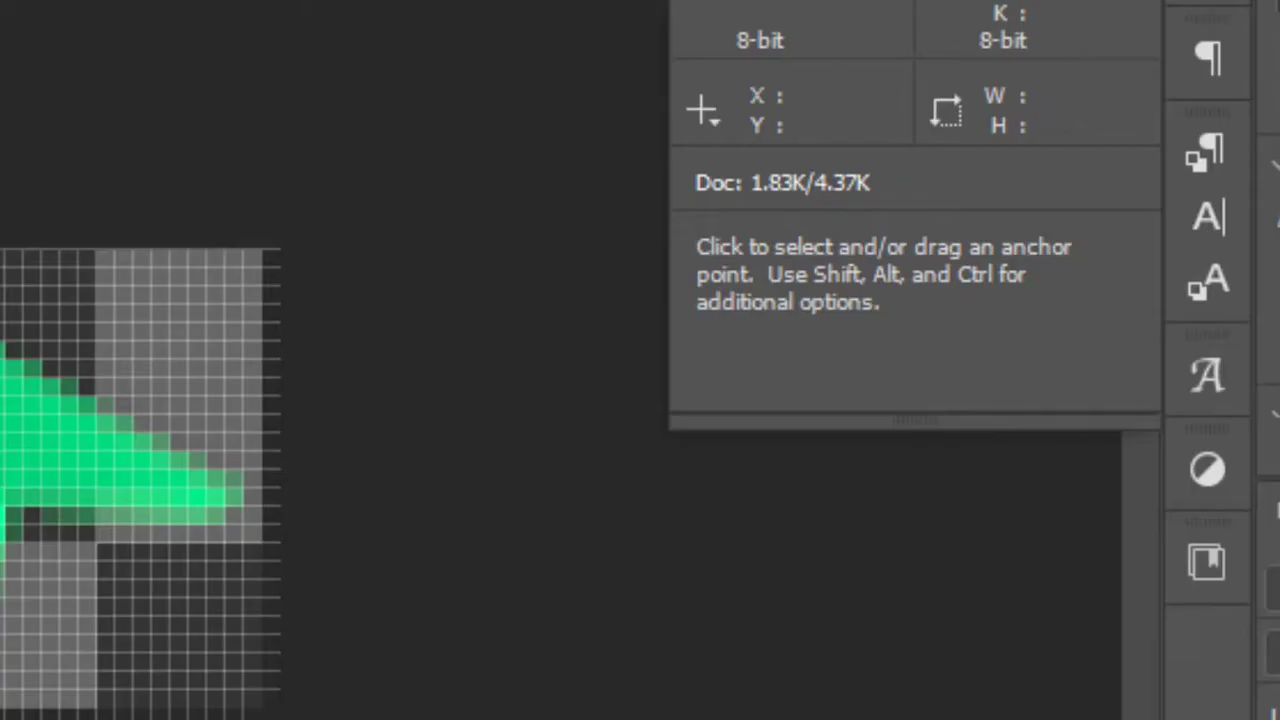 K :
8-bit 8-bit
X : W :
Y : H :
Doc: 1.83K/4.37K
Click to select and/or drag an anchor
point.  Use Shift, Alt, and Ctrl for
additional options.